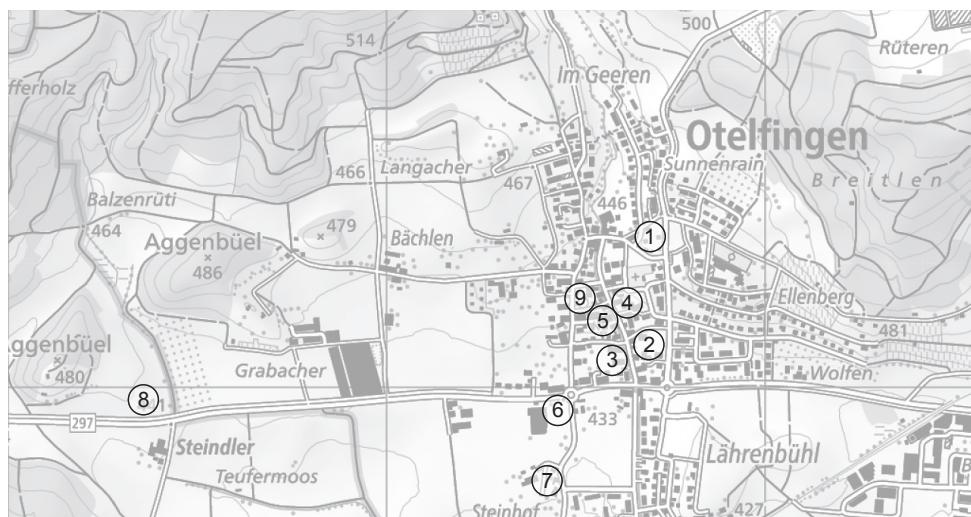 500
514
Rüteren
fferholz
Im Geeren
Otelfingen
Sunnenrain
466
Langacher
467
Breitlen
Balzenrüti
446
464
479
Bächlen
1
Aggenbüel
486
9
4
Ellenberg
5
481
2
ggenbüel
3
480
Grabacher
Wolfen
8
6
297
433
Steindler
Lährenbühl
Teufermoos
7
B
Steinhof
427